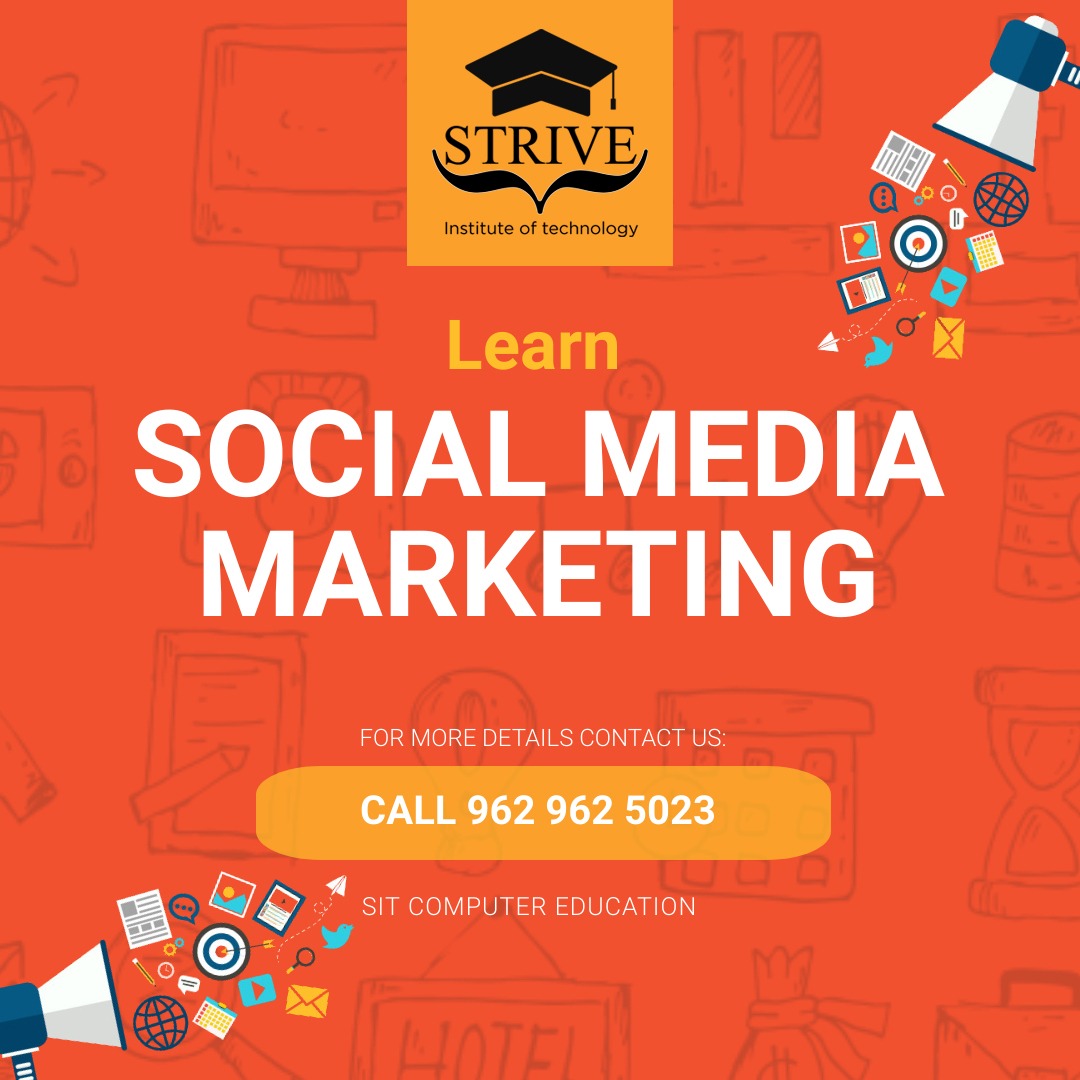 STRIVE
Institute of technology
Learn
SOCIAL MEDIA
MARKETING
FOR MORE DETAILS CONTACT US:
CALL 962 962 5023
SIT COMPUTER EDUCATION
HOTEL